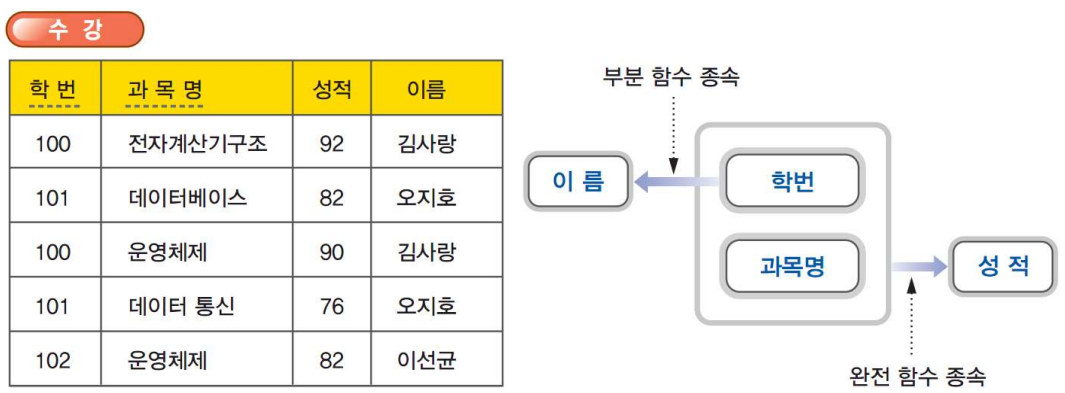 수 강
학 번 과 목 명 성적 이름
100 전자계산기구조 92 김사랑
101 데이터베이스 82 오지호
100 운영체제 90 김사랑
101 데이터 통신 76 오지호
102 운영체제 82 이선균
부분 함수 종속
이 름
학번
과목명
성 적
완전 함수 종속